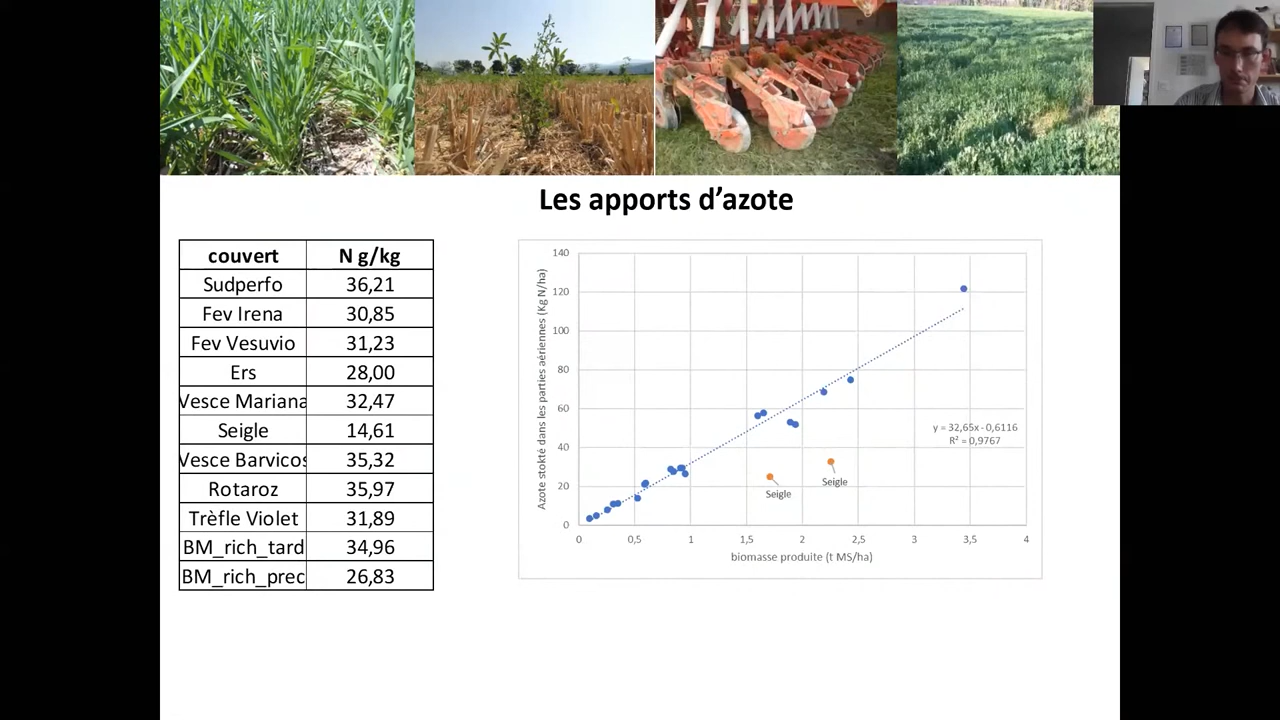 Les apports d’azote
couvert N g/kg
Sudperfo 36,21
Fev Irena 30,85
Fev Vesuvio 31,23
Ers 28,00
Vesce Mariana 32,47
Seigle 14,61
Vesce Barvicos 35,32
Rotaroz 35,97
Trèfle Violet 31,89
BM_rich_tard 34,96
BM_rich_prec 26,83
Azote stokté dans les parties aériennes (Kg N/ha)
140
120
100
80
60
40
20
0
y = 32,65x - 0,6116
R² = 0,9767
Seigle
Seigle
0 0,5 1 1,5 2 2,5 3 3,5 4
biomasse produite (t MS/ha)